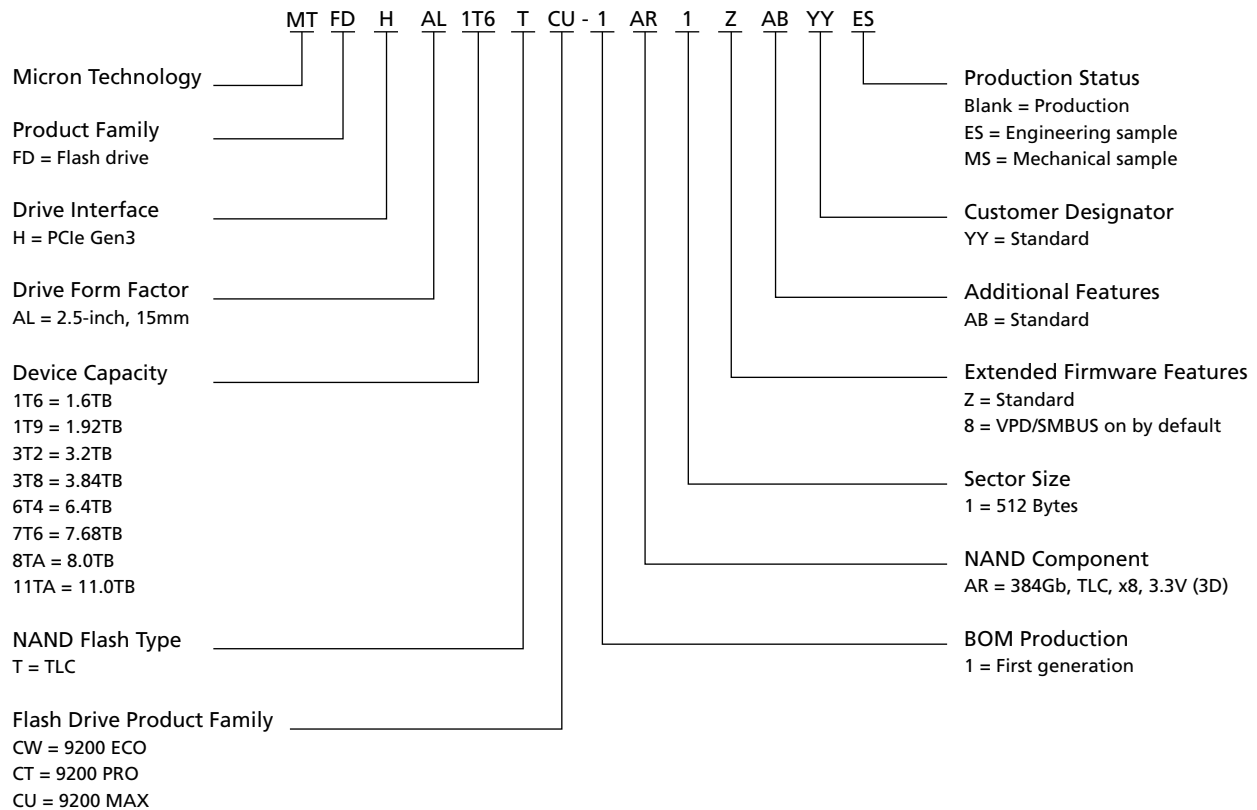 MT FD H AL 1T6 T CU - 1 AR 1 Z AB YY ES
Micron Technology
Product Family
FD = Flash drive
Drive Interface
H = PCIe Gen3
Drive Form Factor
AL = 2.5-inch, 15mm
Device Capacity
1T6 = 1.6TB
1T9 = 1.92TB
3T2 = 3.2TB
3T8 = 3.84TB
6T4 = 6.4TB
7T6 = 7.68TB
8TA = 8.0TB
11TA = 11.0TB
NAND Flash Type
T = TLC
Flash Drive Product Family
CW = 9200 ECO
CT = 9200 PRO
CU = 9200 MAX
Production Status
Blank = Production
ES = Engineering sample
MS = Mechanical sample
Customer Designator
YY = Standard
Additional Features
AB = Standard
Extended Firmware Features
Z = Standard
8 = VPD/SMBUS on by default
Sector Size
1 = 512 Bytes
NAND Component
AR = 384Gb, TLC, x8, 3.3V (3D)
BOM Production
1 = First generation